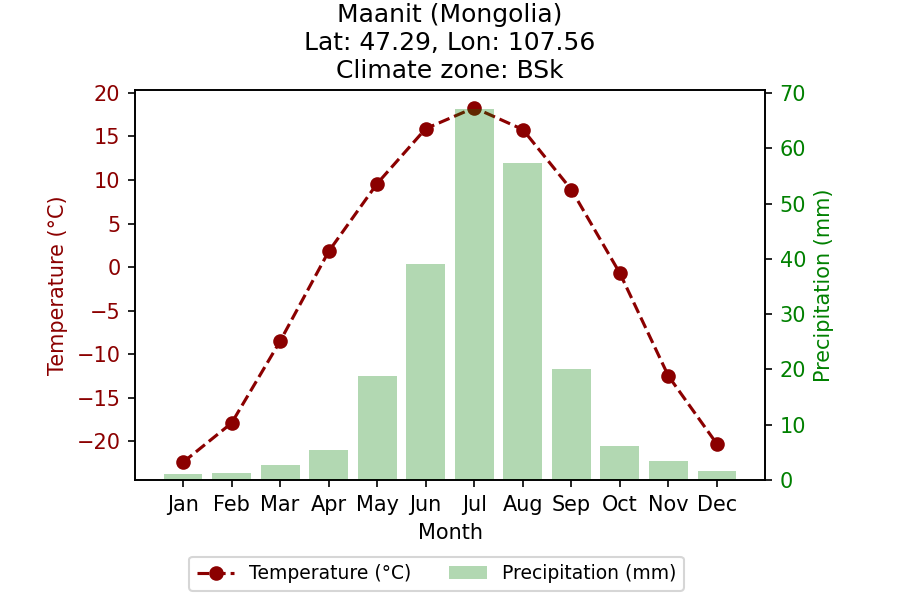 Maanit (Mongolia)
Lat: 47.29, Lon: 107.56
Climate zone: BSk
Temperature (°C)
20
15
10
5
0
−5
−10
−15
−20
70
60
50
40
30
20
10
0
Precipitation (mm)
Jan Feb Mar Apr May Jun Jul Aug Sep Oct Nov Dec
Month
Temperature (°C) Precipitation (mm)